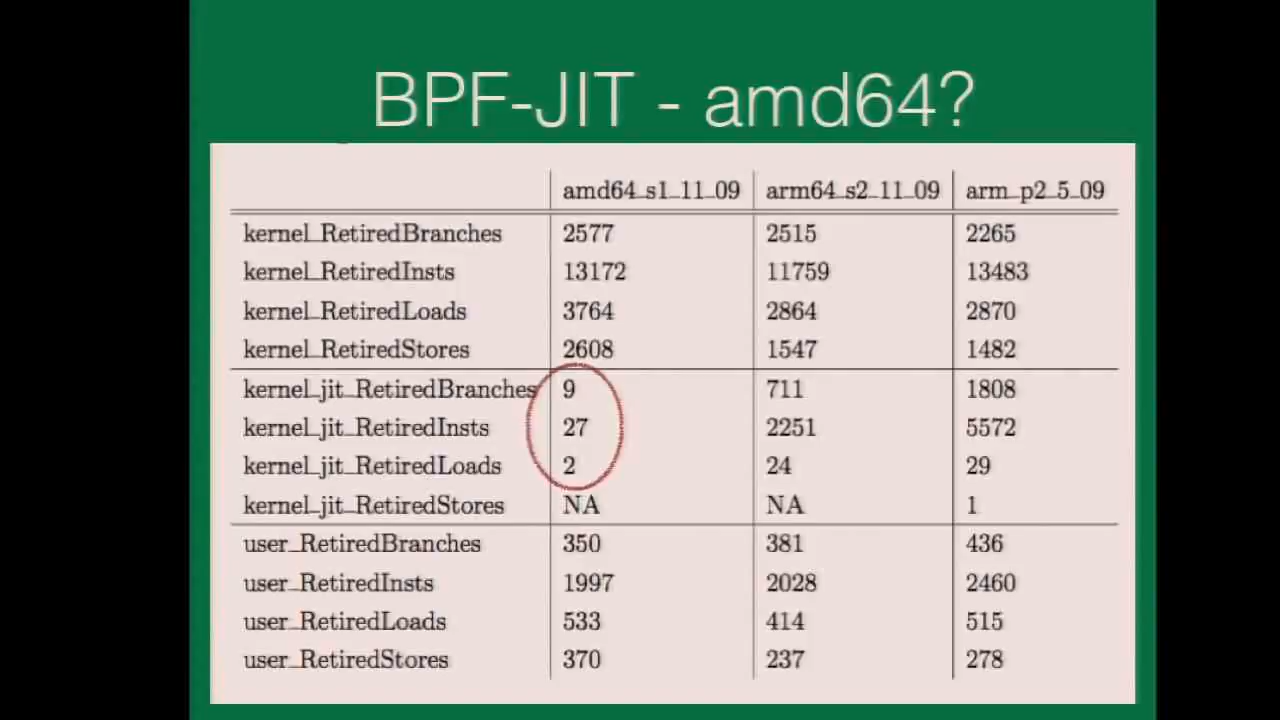 BPF-JIT - amd64?
amd64_s1_11_09 arm64_s2_11_09 arm_p2_5_09
kernel_RetiredBranches 2577 2515 2265
kernel_RetiredInsts 13172 11759 13483
kernel_RetiredLoads 3764 2864 2870
kernel_RetiredStores 2608 1547 1482
kernel_jit_RetiredBranches 9 711 1808
kernel_jit_RetiredInsts 27 2251 5572
kernel_jit_RetiredLoads 2 24 29
kernel_jit_RetiredStores NA NA 1
user_RetiredBranches 350 381 436
user_RetiredInsts 1997 2028 2460
user_RetiredLoads 533 414 515
user_RetiredStores 370 237 278